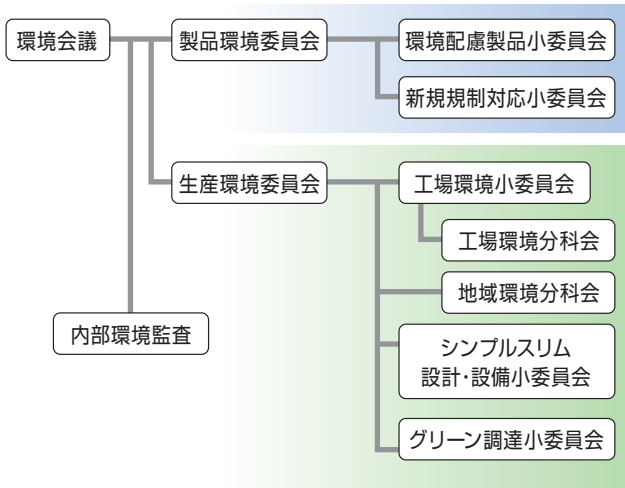 環境会議
製品環境委員会
環境配慮製品小委員会
新規規制対応小委員会
生産環境委員会
工場環境小委員会
工場環境分科会
地域環境分科会
内部環境監査
シンプルスリム
設計・設備小委員会
グリーン調達小委員会